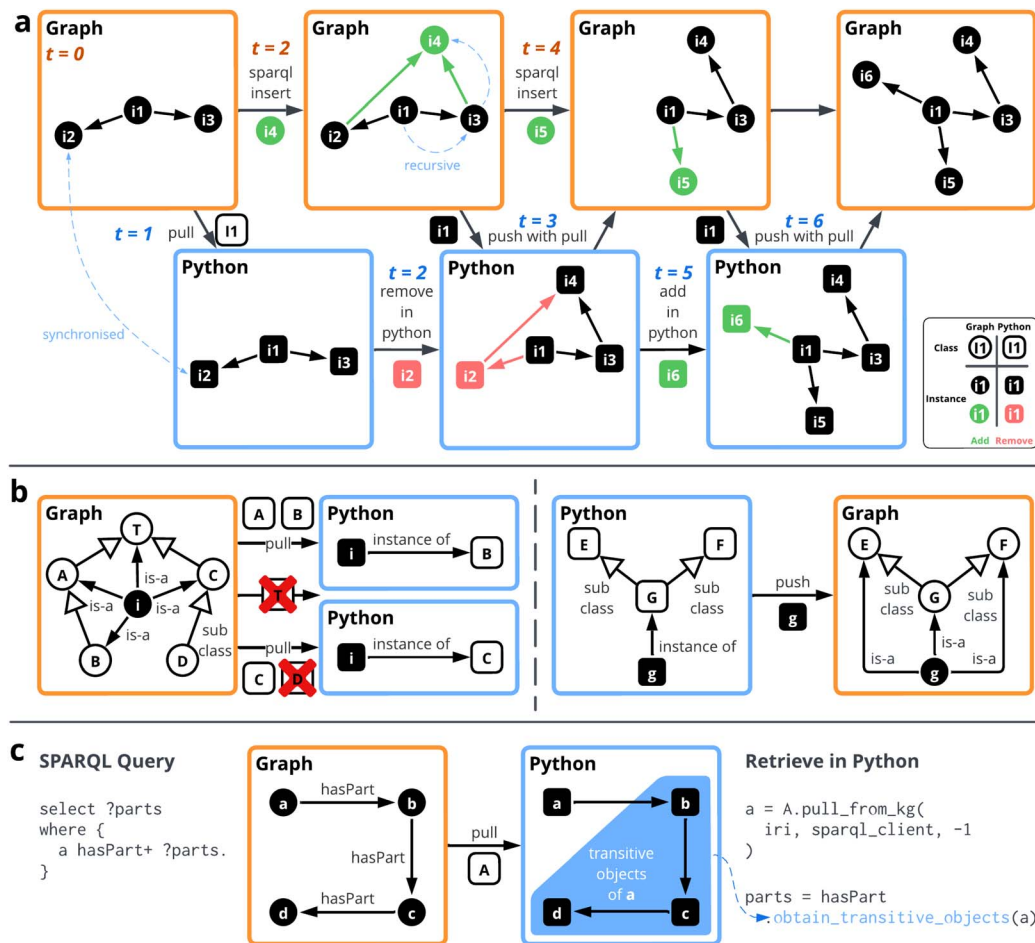 a
Graph
t = 0
i1
i2
i3
t = 2
sparql
insert
i4
Graph
i4
i1
i2
i3
recursive
t = 4
sparql
insert
i5
Graph
i4
i1
i3
i5
Graph
i4
i6
i1
i3
i5
synchronised
t = 1
pull
I1
Python
i1
i2
i3
t = 2
remove
in
python
i2
i1
t = 3
push with pull
Python
i4
i1
i2
i3
t = 5
add
in
python
i6
i1
t = 6
push with pull
Python
i4
i6
i1
i3
i5
Graph Python
Class I1 I1
Instance i1 i1
i1 i1
Add Remove
b
Graph
T
A
C
i
B
D
is-a
is-a
is-a
is-a
sub
class
A B
pull
T
pull
C D
Python
i instance of B
Python
i instance of C
Python
E
F
sub
class
sub
class
G
instance of
g
push
g
Graph
E
F
sub
class
sub
class
G
is-a
is-a
is-a
g
c
SPARQL Query
select ?parts
where {
a hasPart+ ?parts.
}
Graph
a hasPart b
hasPart
d hasPart c
pull
A
Python
a b
transitive
objects
of a
d c
Retrieve in Python
a = A.pull_from_kg(
iri, sparql_client, -1
)
parts = hasPart
.obtain_transitive_objects(a)